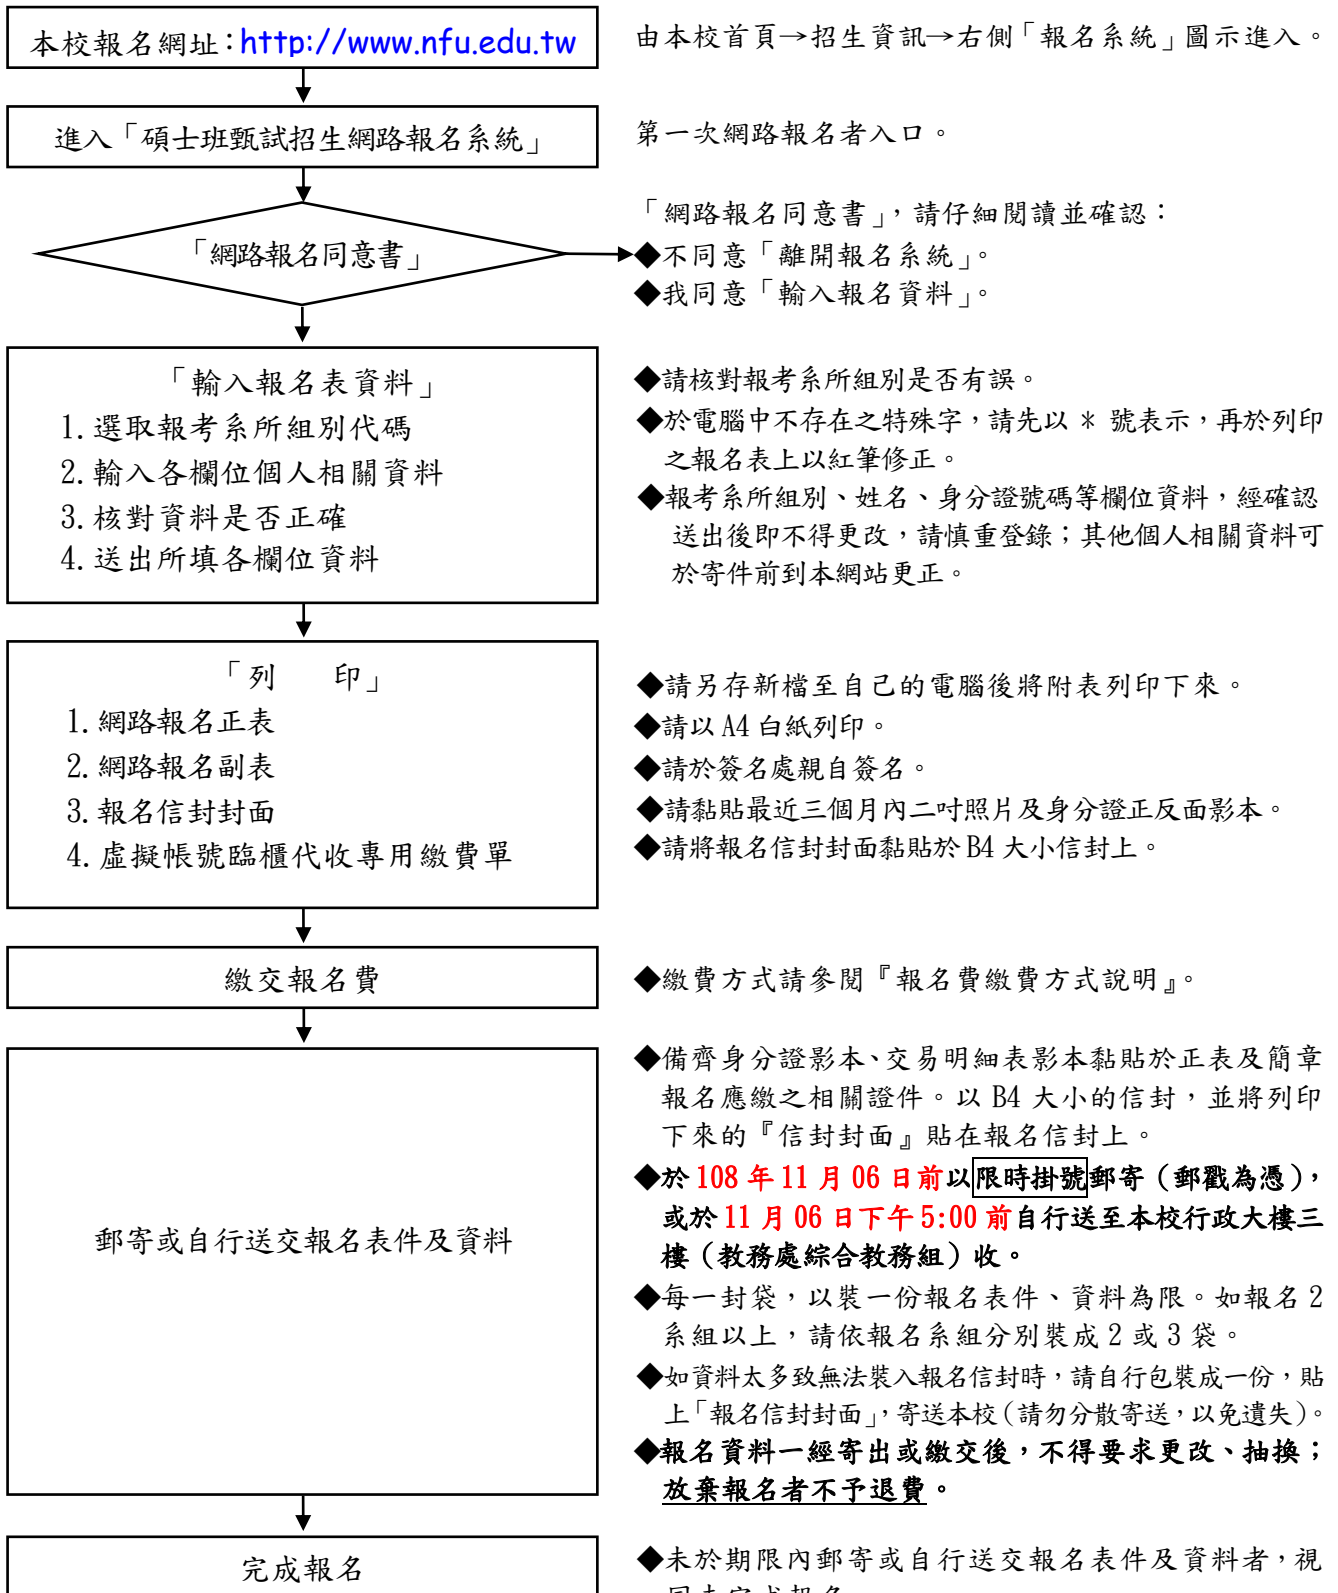 本校報名網址：http://www.nfu.edu.tw
由本校首頁→招生資訊→右側「報名系統」圖示進入。
進入「碩士班甄試招生網路報名系統」
第一次網路報名者入口。
「網路報名同意書」
「網路報名同意書」，請仔細閱讀並確認：
◆不同意「離開報名系統」。
◆我同意「輸入報名資料」。
「輸入報名表資料」
1.選取報考系所組別代碼
2.輸入各欄位個人相關資料
3.核對資料是否正確
4.送出所填各欄位資料
◆請核對報考系所組別是否有誤。
◆於電腦中不存在之特殊字，請先以 * 號表示，再於列印
之報名表上以紅筆修正。
◆報考系所組別、姓名、身分證號碼等欄位資料，經確認
送出後即不得更改，請慎重登錄；其他個人相關資料可
於寄件前到本網站更正。
「列　　印」
1.網路報名正表
2.網路報名副表
3.報名信封封面
4.虛擬帳號臨櫃代收專用繳費單
◆請另存新檔至自己的電腦後將附表列印下來。
◆請以 A4 白紙列印。
◆請於簽名處親自簽名。
◆請黏貼最近三個月內二吋照片及身分證正反面影本。
◆請將報名信封封面黏貼於 B4 大小信封上。
繳交報名費
◆繳費方式請參閱『報名費繳費方式說明』。
郵寄或自行送交報名表件及資料
◆備齊身分證影本、交易明細表影本黏貼於正表及簡章
報名應繳之相關證件。以 B4 大小的信封，並將列印
下來的『信封封面』貼在報名信封上。
◆於 108 年 11 月 06 日前以限時掛號郵寄（郵戳為憑），
或於 11 月 06 日下午 5:00 前自行送至本校行政大樓三
樓（教務處綜合教務組）收。
◆每一封袋，以裝一份報名表件、資料為限。如報名 2
系組以上，請依報名系組分別裝成 2 或 3 袋。
◆如資料太多致無法裝入報名信封時，請自行包裝成一份，貼
上「報名信封封面」，寄送本校（請勿分散寄送，以免遺失）。
◆報名資料一經寄出或繳交後，不得要求更改、抽換；
放棄報名者不予退費。
完成報名
◆未於期限內郵寄或自行送交報名表件及資料者，視